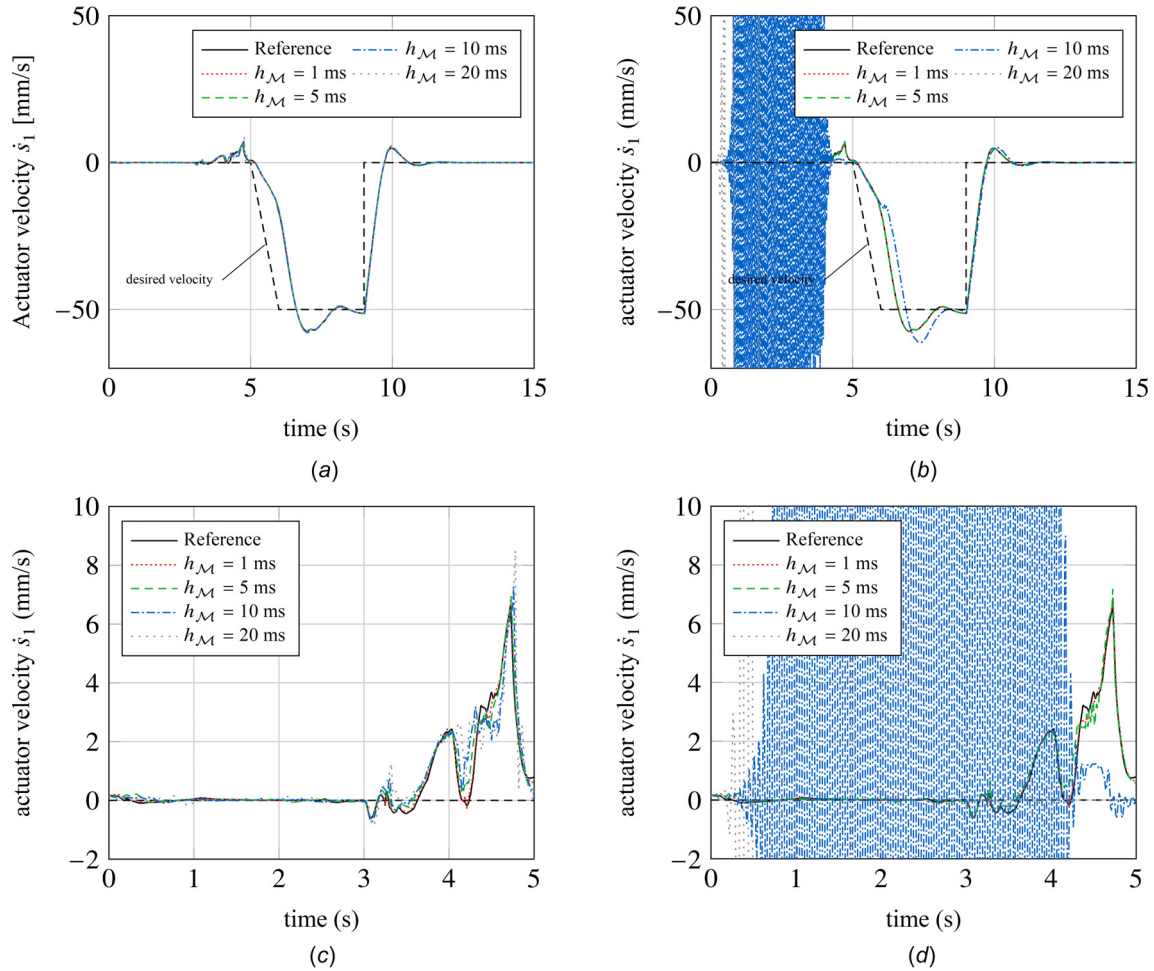 50
0
−50
0
5
10
15
Actuator velocity ṡ₁ [mm/s]
time (s)
Reference
h_ℳ = 1 ms
h_ℳ = 5 ms
h_ℳ = 10 ms
h_ℳ = 20 ms
desired velocity
(a)
50
0
−50
0
5
10
15
actuator velocity ṡ₁ (mm/s)
time (s)
Reference
h_ℳ = 1 ms
h_ℳ = 5 ms
h_ℳ = 10 ms
h_ℳ = 20 ms
desired velocity
(b)
10
8
6
4
2
0
−2
0
1
2
3
4
5
actuator velocity ṡ₁ (mm/s)
time (s)
Reference
h_ℳ = 1 ms
h_ℳ = 5 ms
h_ℳ = 10 ms
h_ℳ = 20 ms
(c)
10
8
6
4
2
0
−2
0
1
2
3
4
5
actuator velocity ṡ₁ (mm/s)
time (s)
Reference
h_ℳ = 1 ms
h_ℳ = 5 ms
h_ℳ = 10 ms
h_ℳ = 20 ms
(d)